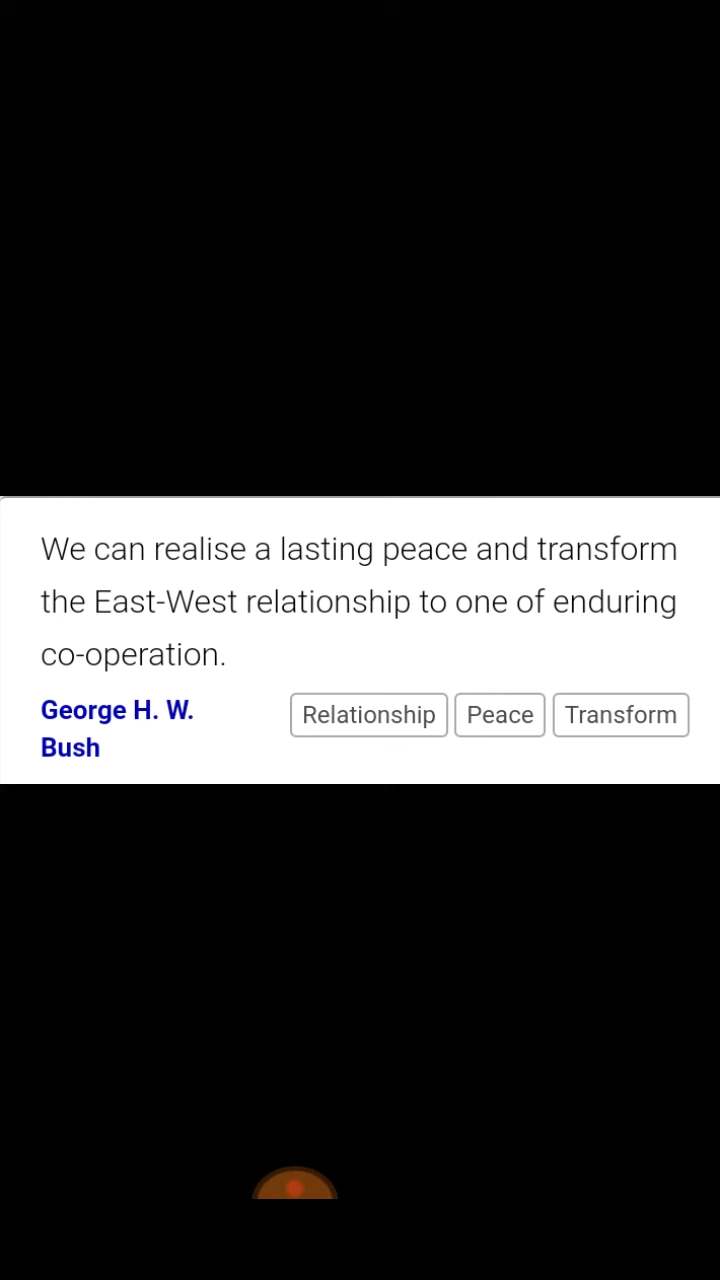 We can realise a lasting peace and transform
the East-West relationship to one of enduring
co-operation.
George H. W.
Bush
Relationship Peace Transform